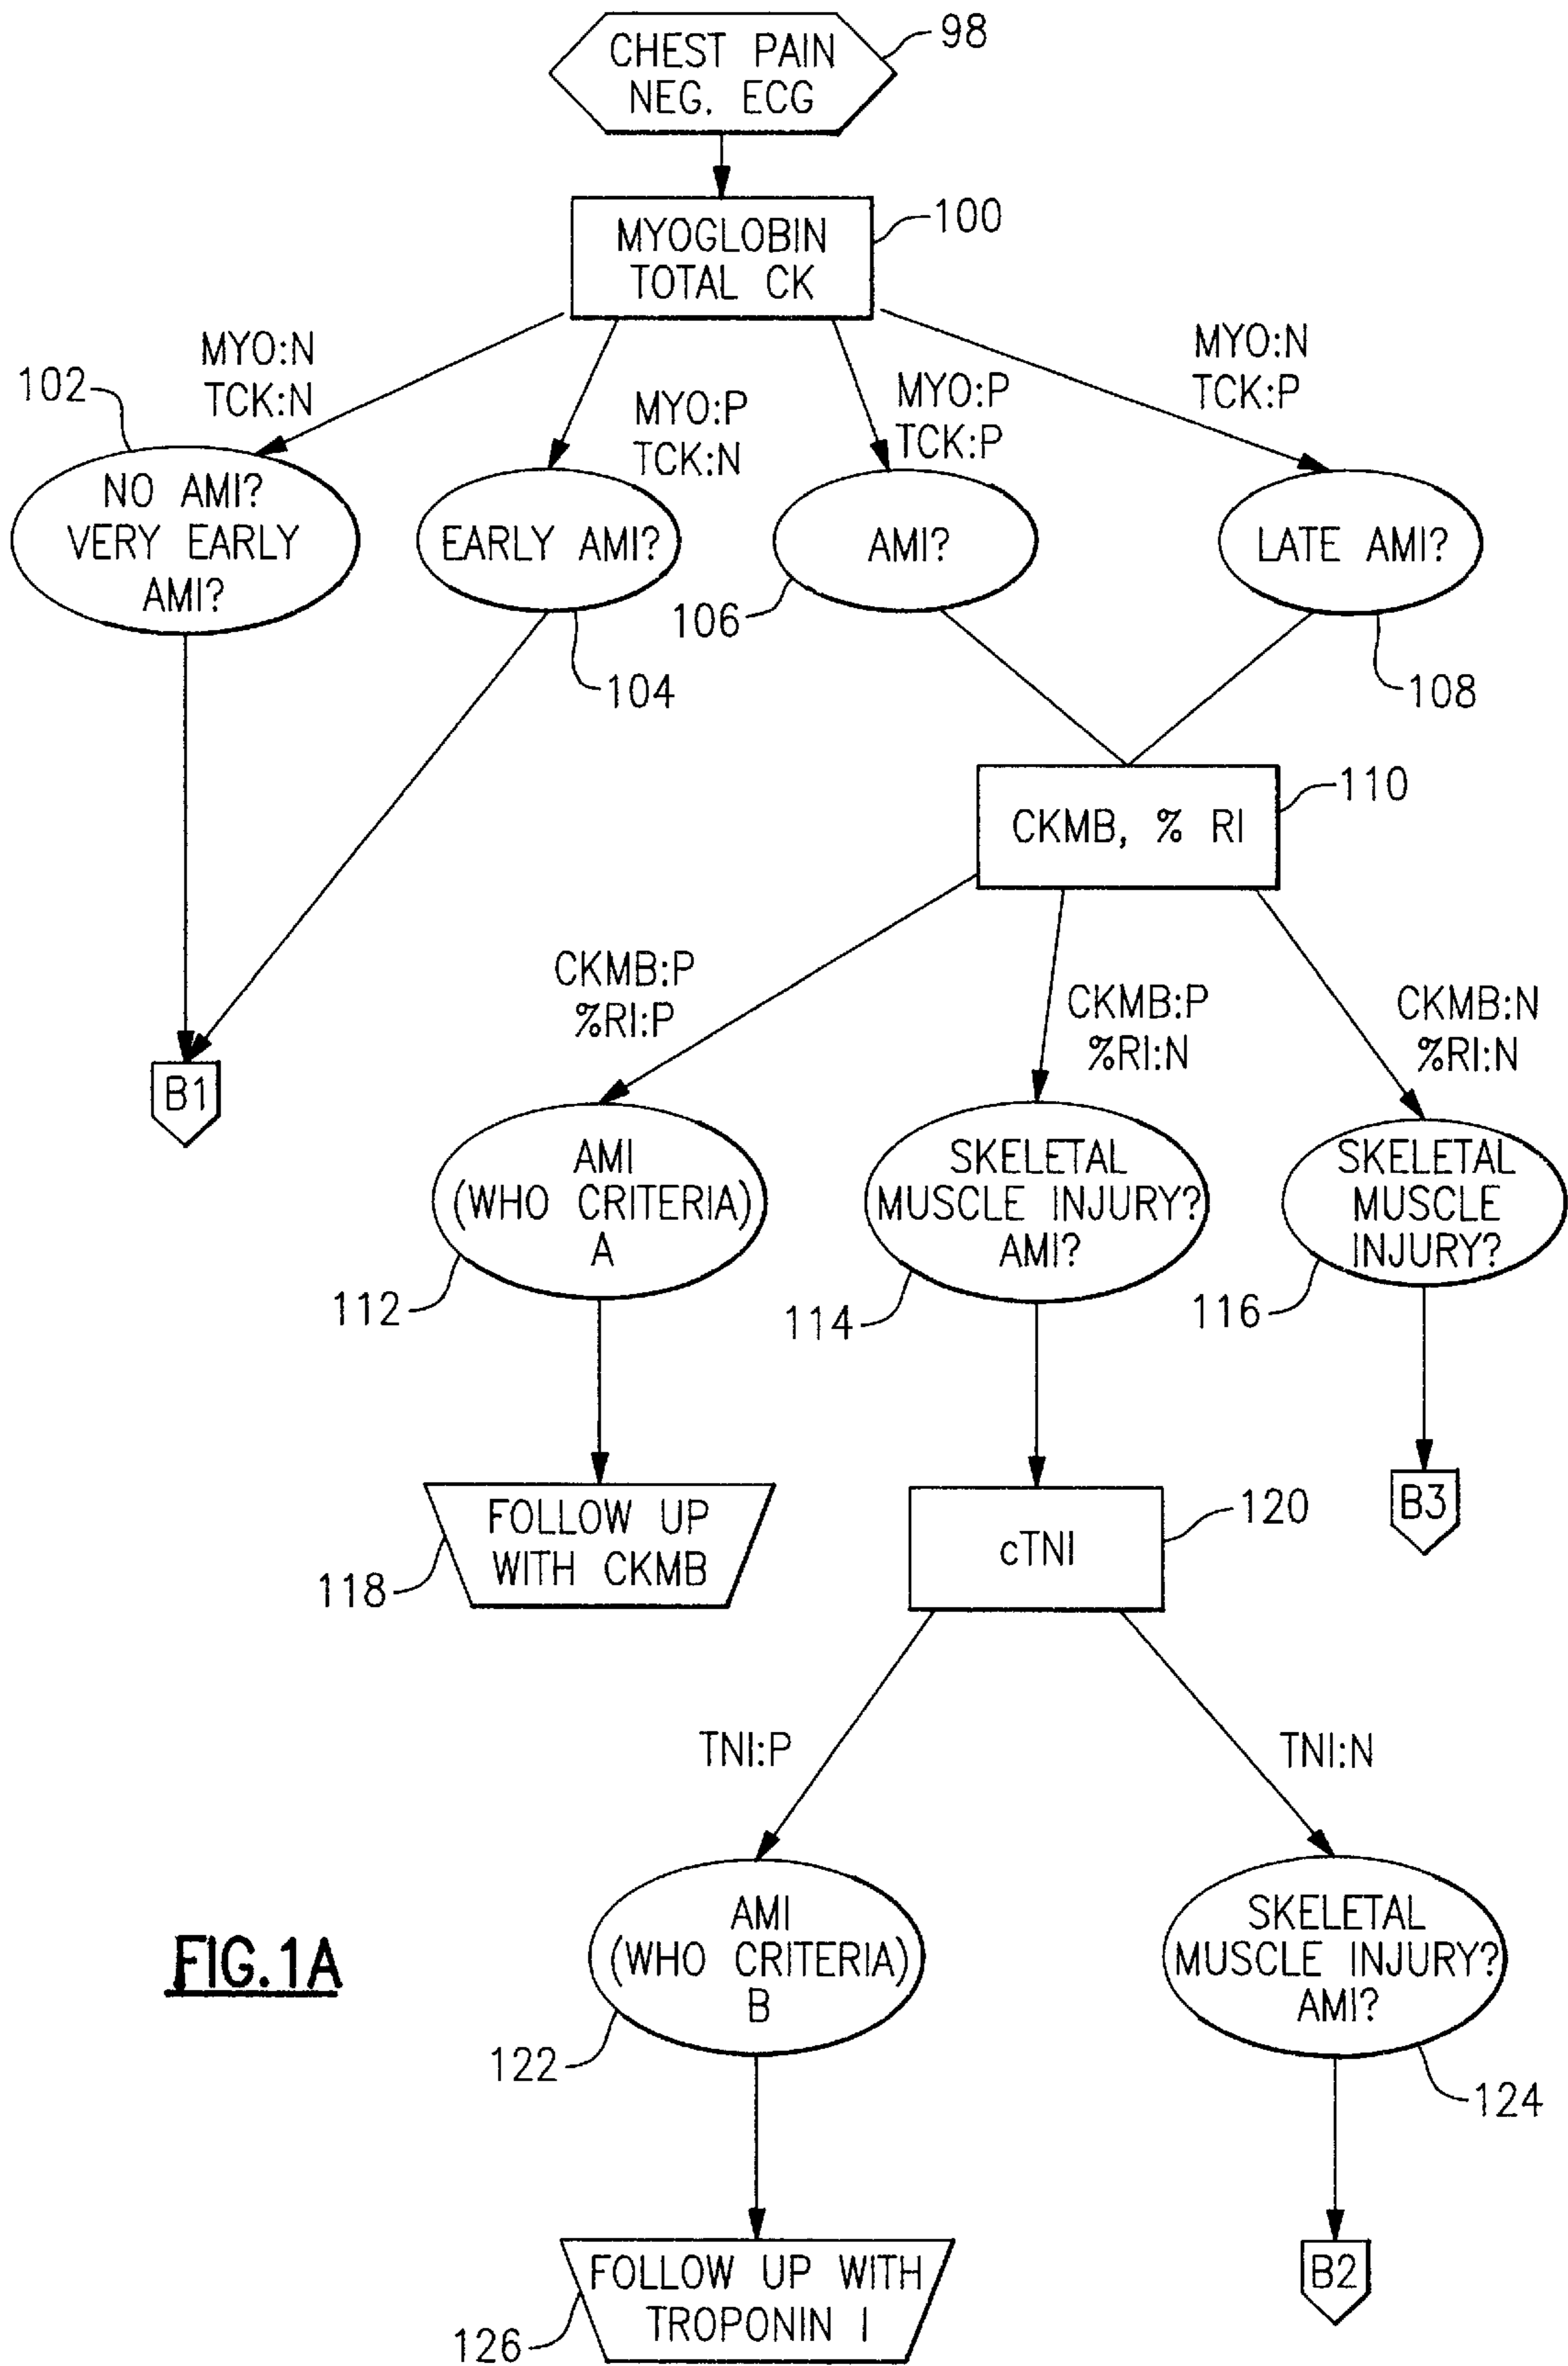 CHEST PAIN
NEG. ECG
98
MYOGLOBIN
TOTAL CK
100
MYO:N
TCK:N
MYO:P
TCK:N
MYO:P
TCK:P
MYO:N
TCK:P
102
NO AMI?
VERY EARLY
AMI?
EARLY AMI?
104
AMI?
106
LATE AMI?
108
CKMB, % RI
110
B1
CKMB:P
%RI:P
CKMB:P
%RI:N
CKMB:N
%RI:N
AMI
(WHO CRITERIA)
A
112
SKELETAL
MUSCLE INJURY?
AMI?
114
SKELETAL
MUSCLE
INJURY?
116
FOLLOW UP
WITH CKMB
118
cTNI
120
B3
TNI:P
TNI:N
AMI
(WHO CRITERIA)
B
122
SKELETAL
MUSCLE INJURY?
AMI?
124
FIG.1A
FOLLOW UP WITH
TROPONIN I
126
B2